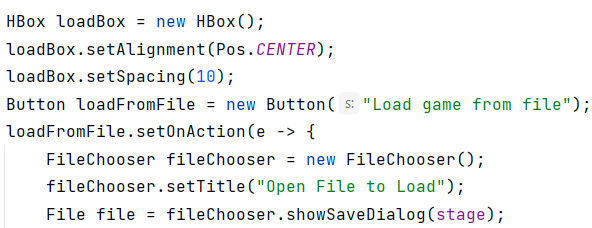 HBox loadBox = new HBox();
loadBox.setAlignment(Pos.CENTER);
loadBox.setSpacing(10);
Button loadFromFile = new Button( s: "Load game from file");
loadFromFile.setOnAction(e -> {
    FileChooser fileChooser = new FileChooser();
    fileChooser.setTitle("Open File to Load");
    File file = fileChooser.showSaveDialog(stage);